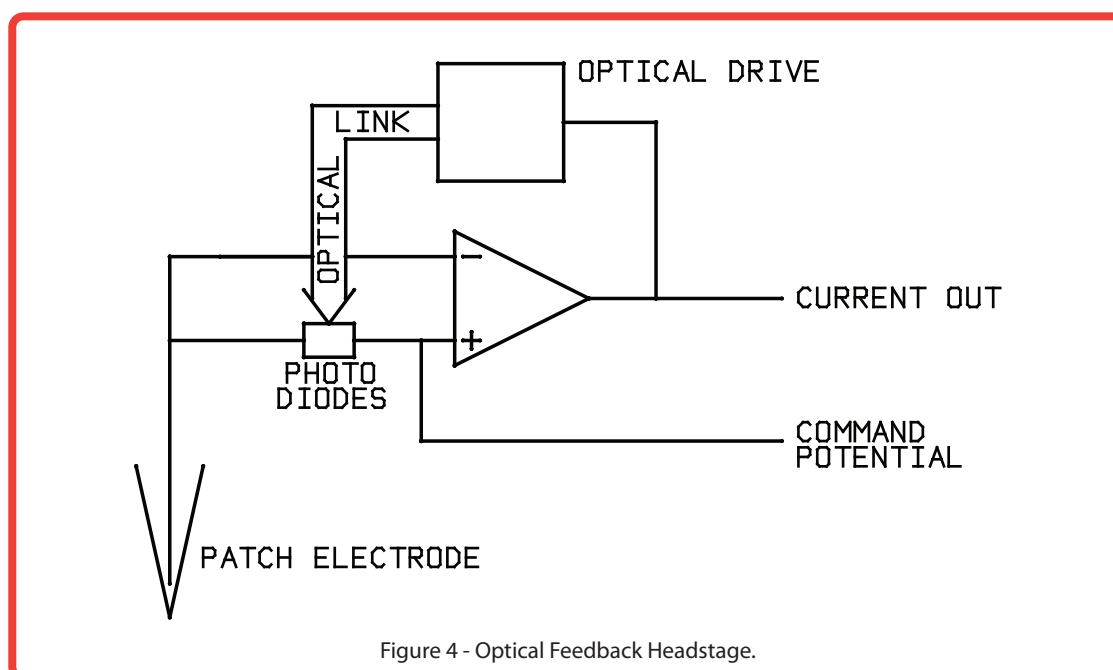 OPTICAL DRIVE
LINK
OPTICAL
−
+
PHOTO
DIODES
CURRENT OUT
COMMAND
POTENTIAL
PATCH ELECTRODE
Figure 4 - Optical Feedback Headstage.